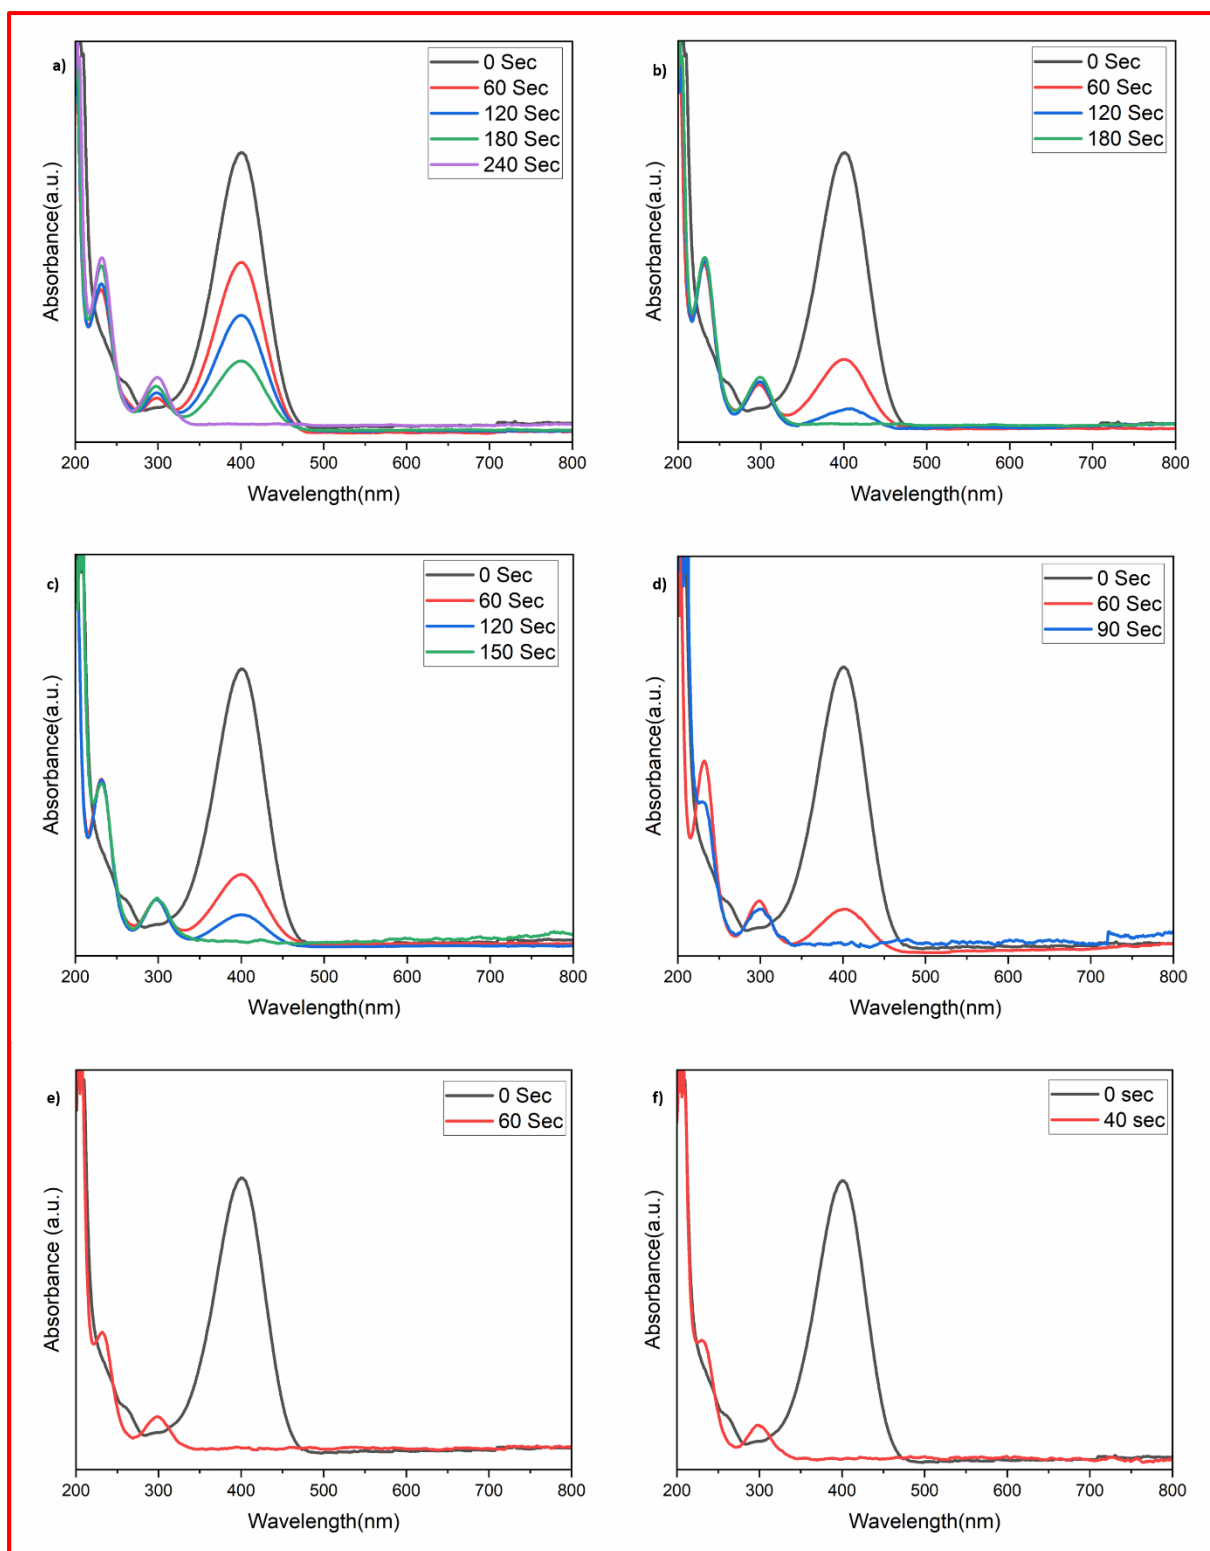 a)
0 Sec
60 Sec
120 Sec
180 Sec
240 Sec
Absorbance(a.u.)
200 300 400 500 600 700 800
Wavelength(nm)
b)
0 Sec
60 Sec
120 Sec
180 Sec
Absorbance(a.u.)
200 300 400 500 600 700 800
Wavelength(nm)
c)
0 Sec
60 Sec
120 Sec
150 Sec
Absorbance(a.u.)
200 300 400 500 600 700 800
Wavelength(nm)
d)
0 Sec
60 Sec
90 Sec
Absorbance(a.u.)
200 300 400 500 600 700 800
Wavelength(nm)
e)
0 Sec
60 Sec
Absorbance (a.u.)
200 300 400 500 600 700 800
Wavelength(nm)
f)
0 sec
40 sec
Absorbance(a.u.)
200 300 400 500 600 700 800
Wavelength(nm)